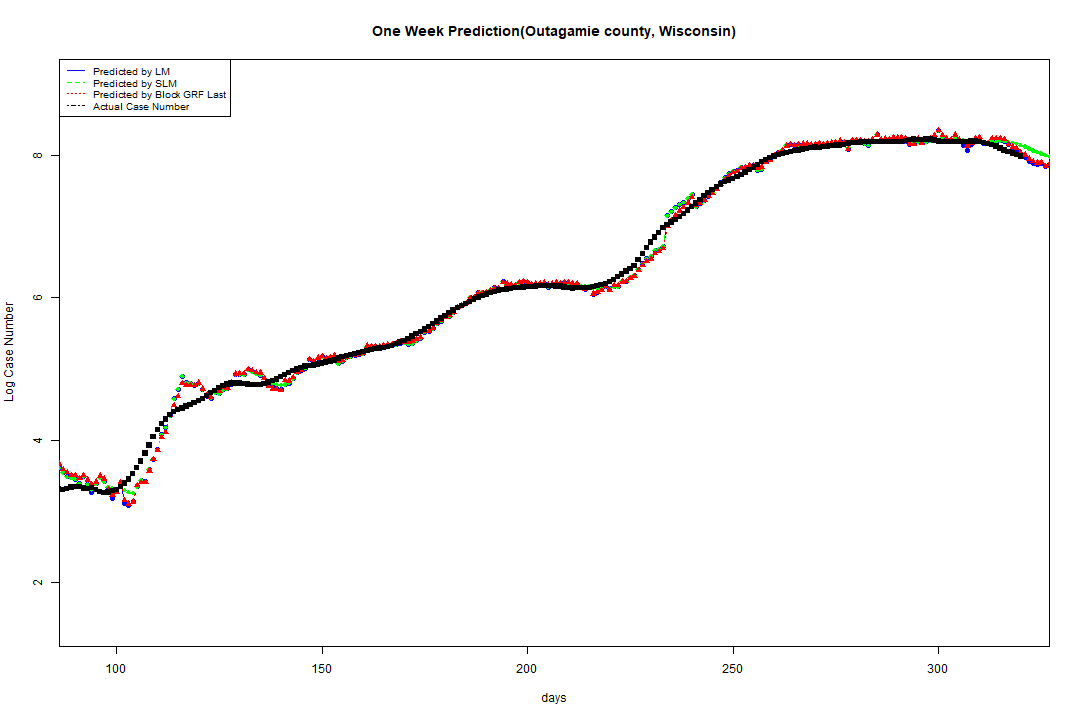 One Week Prediction(Outagamie county, Wisconsin)
Predicted by LM
Predicted by SLM
Predicted by Block GRF Last
Actual Case Number
Log Case Number
8
6
4
2
100 150 200 250 300
days